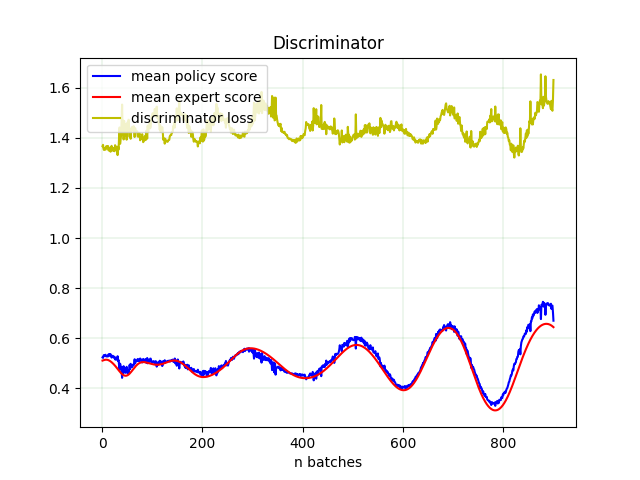 Discriminator
mean policy score
mean expert score
discriminator loss
1.6
1.4
1.2
1.0
0.8
0.6
0.4
0 200 400 600 800
n batches